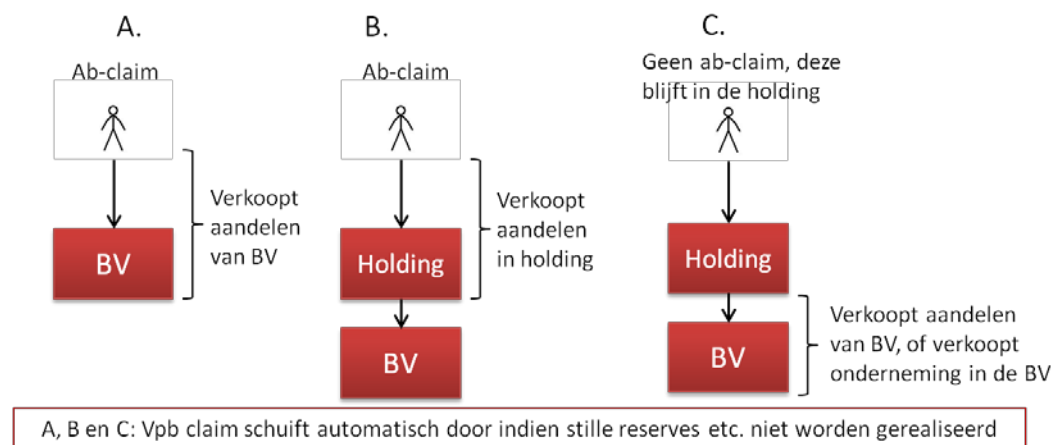 A.
Ab-claim
Verkoopt
aandelen
van BV
BV
B.
Ab-claim
Verkoopt
aandelen
in holding
Holding
BV
C.
Geen ab-claim, deze
blijft in de holding
Holding
Verkoopt aandelen
van BV, of verkoopt
onderneming in de BV
BV
A, B en C: Vpb claim schuift automatisch door indien stille reserves etc. niet worden gerealiseerd